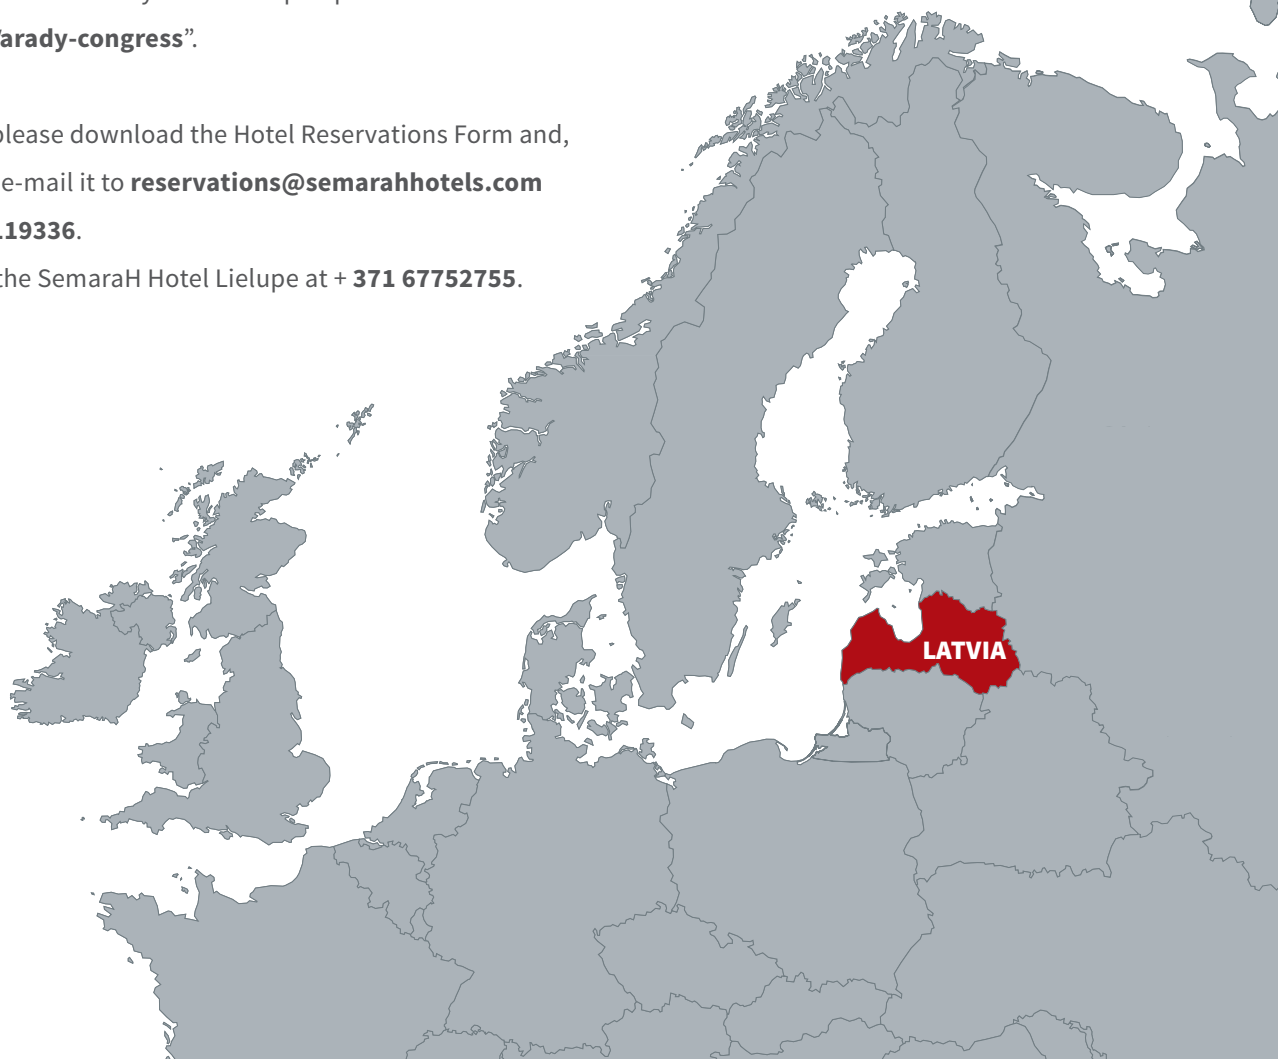 arady-congress”.
please download the Hotel Reservations Form and,
e-mail it to reservations@semarahhotels.com
.19336.
the SemaraH Hotel Lielupe at + 371 67752755.
LATVIA